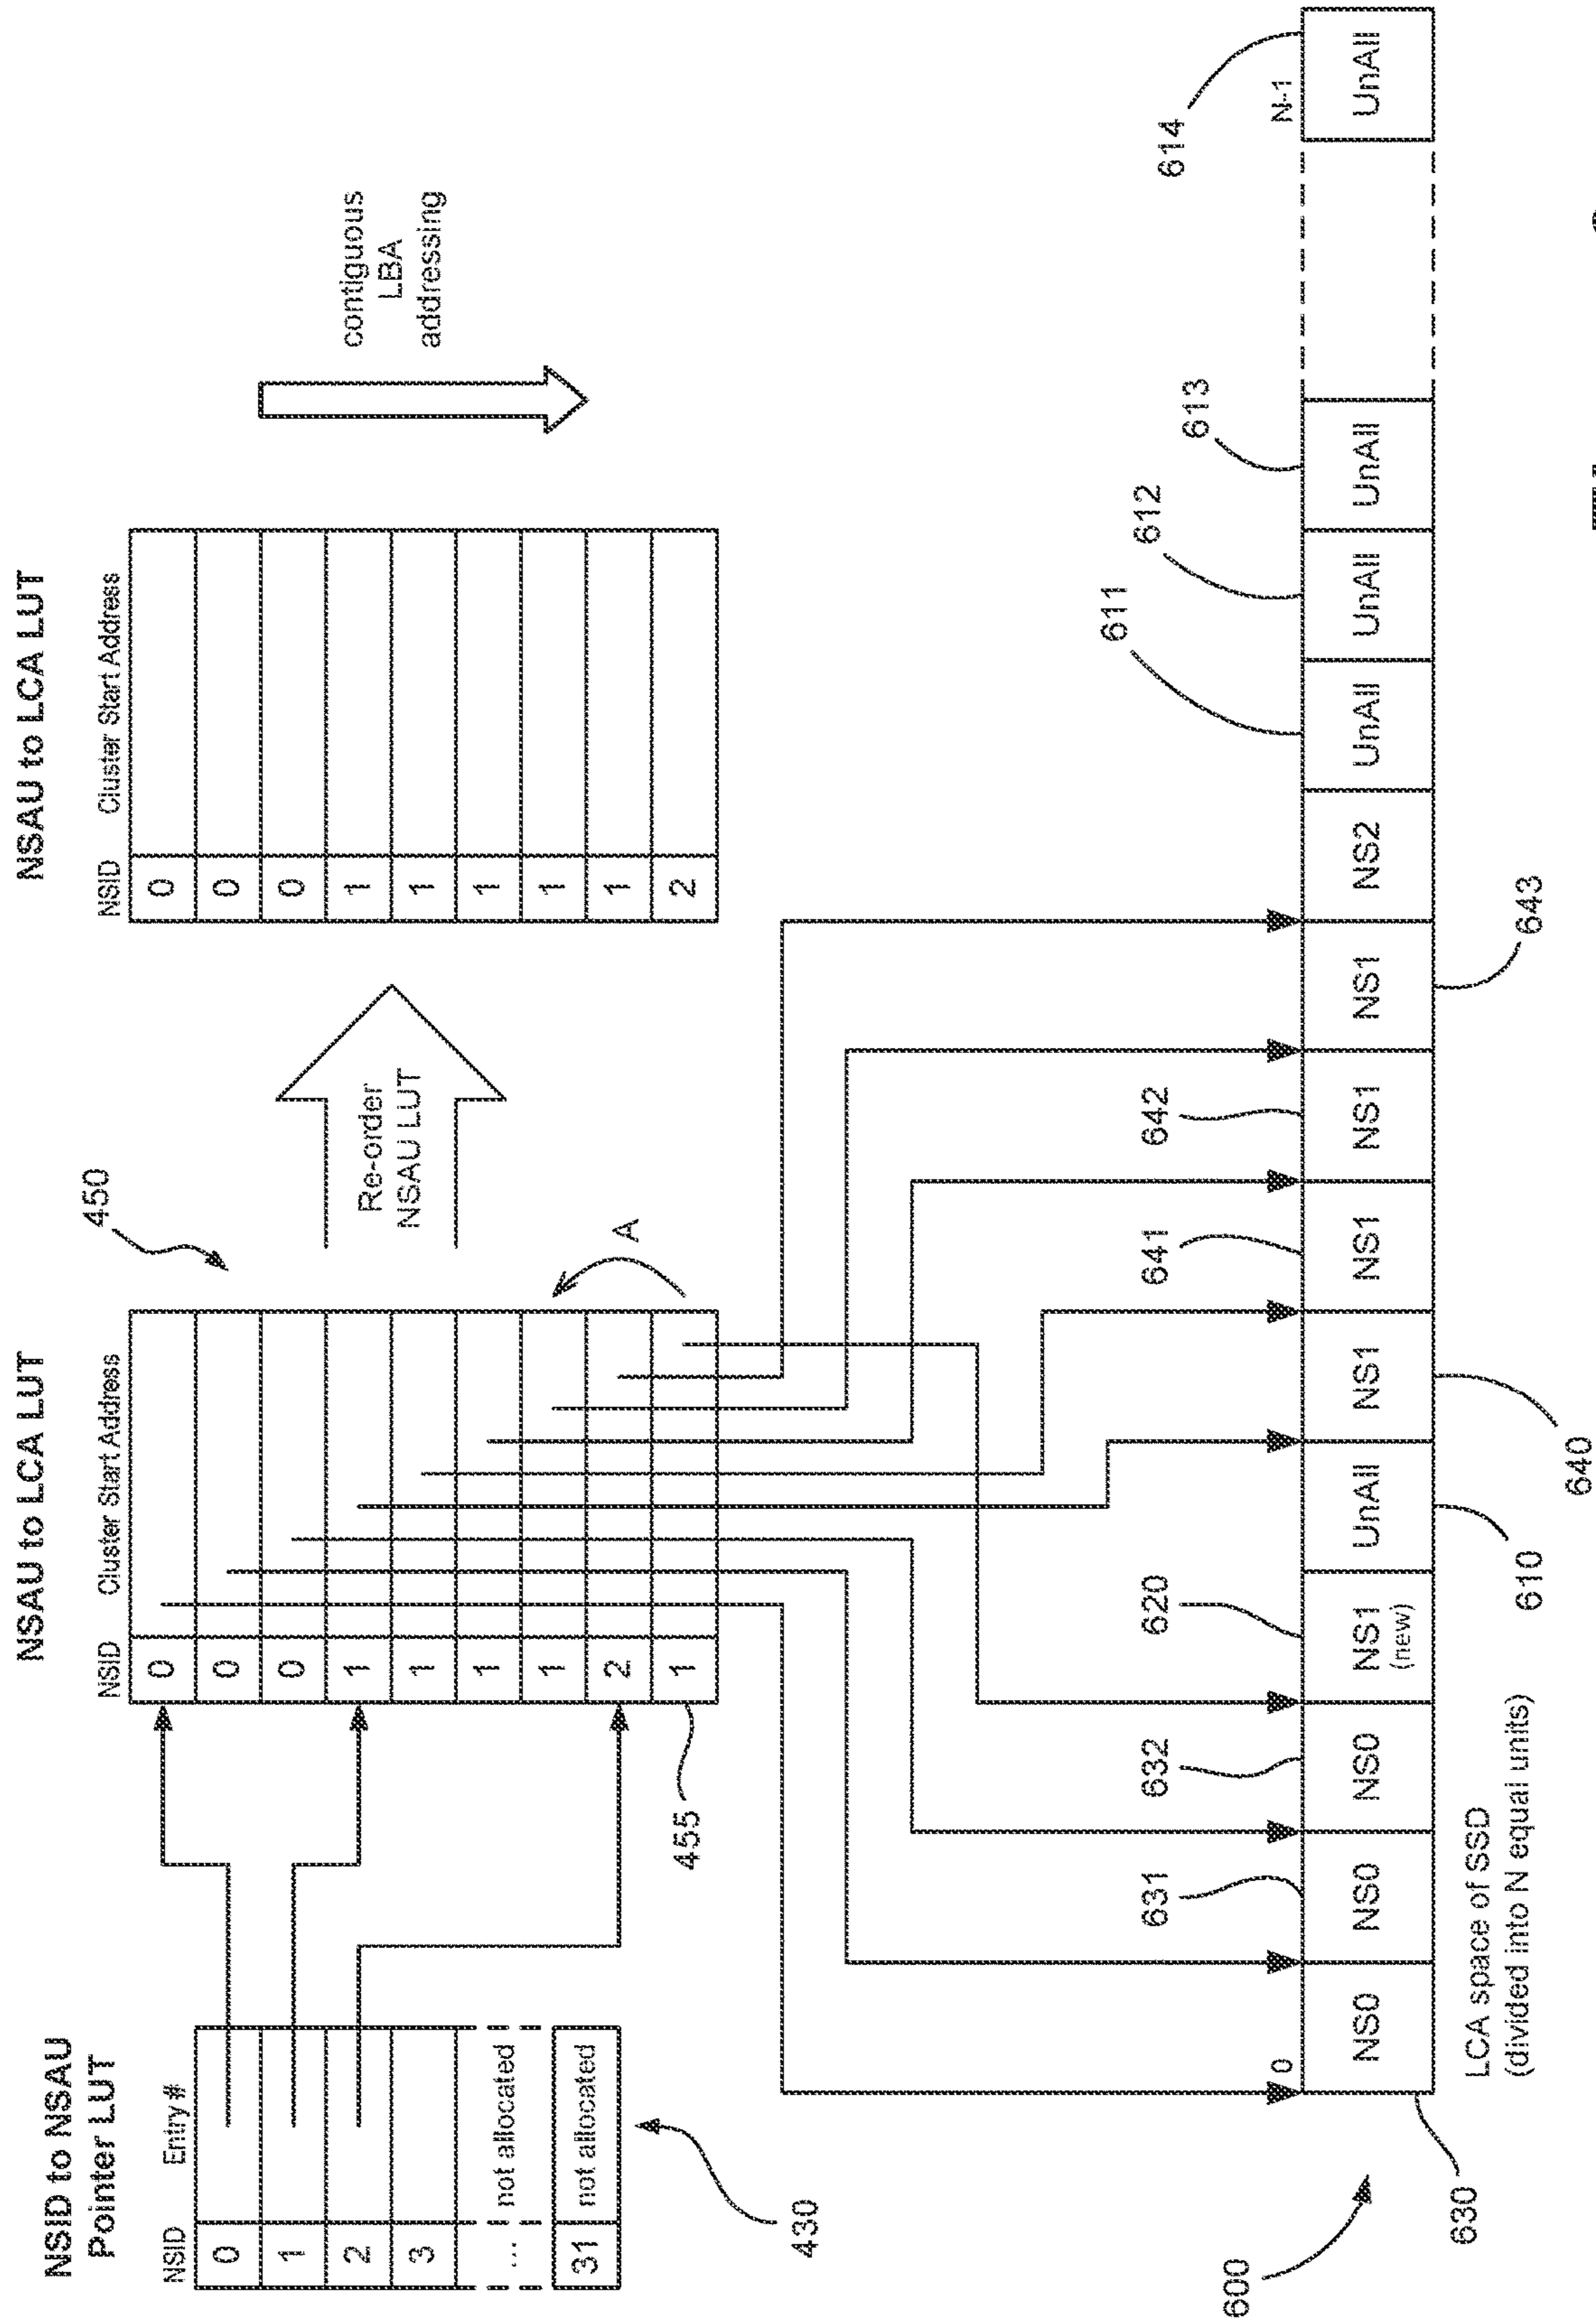 NSID to NSAU
Pointer LUT
NSID Entry #
0
1
2
3
... not allocated
31 not allocated
430
NSAU to LCA LUT
NSID Cluster Start Address
0
0
0
1
1
1
1
2
1
450
455
A
Re-order
NSAU LUT
NSAU to LCA LUT
NSID Cluster Start Address
0
0
0
1
1
1
1
1
2
contiguous
LBA
addressing
600
630
631
632
620
610
640
641
642
643
611
612
613
614
0
N-1
NS0
NS0
NS0
NS1
(new)
UnAll
NS1
NS1
NS1
NS1
NS2
UnAll
UnAll
UnAll
UnAll
LCA space of SSD
(divided into N equal units)